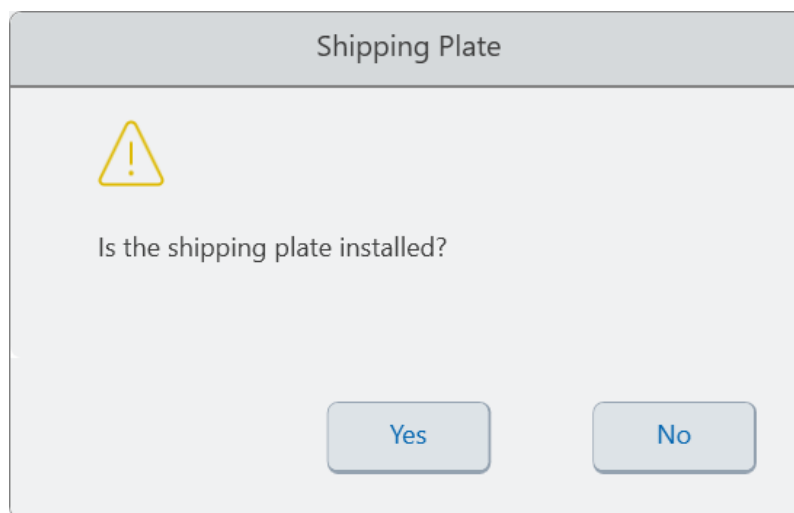 Shipping Plate
Is the shipping plate installed?
Yes
No